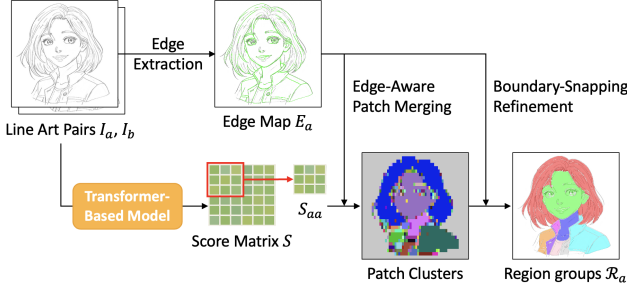 Edge
Extraction
Line Art Pairs I_a, I_b
Edge Map E_a
Edge-Aware
Patch Merging
Boundary-Snapping
Refinement
Transformer-
Based Model
Score Matrix S
S_aa
Patch Clusters
Region groups ℛ_a